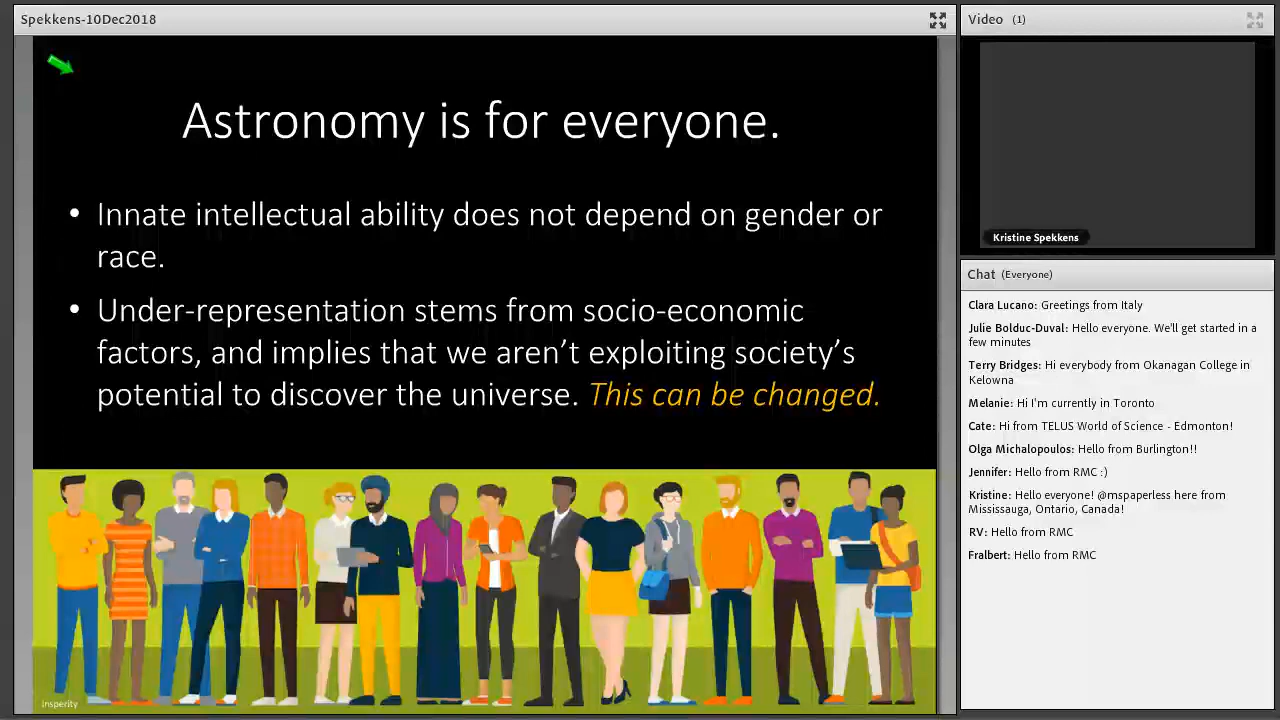 Spekkens-10Dec2018
Astronomy is for everyone.
• Innate intellectual ability does not depend on gender or
race.
• Under-representation stems from socio-economic
factors, and implies that we aren’t exploiting society’s
potential to discover the universe. This can be changed.
insperity
Video (1)
Kristine Spekkens
Chat (Everyone)
Clara Lucano: Greetings from Italy
Julie Bolduc-Duval: Hello everyone. We'll get started in a
few minutes
Terry Bridges: Hi everybody from Okanagan College in
Kelowna
Melanie: Hi I'm currently in Toronto
Cate: Hi from TELUS World of Science - Edmonton!
Olga Michalopoulos: Hello from Burlington!!
Jennifer: Hello from RMC :)
Kristine: Hello everyone! @mspaperless here from
Mississauga, Ontario, Canada!
RV: Hello from RMC
Fralbert: Hello from RMC